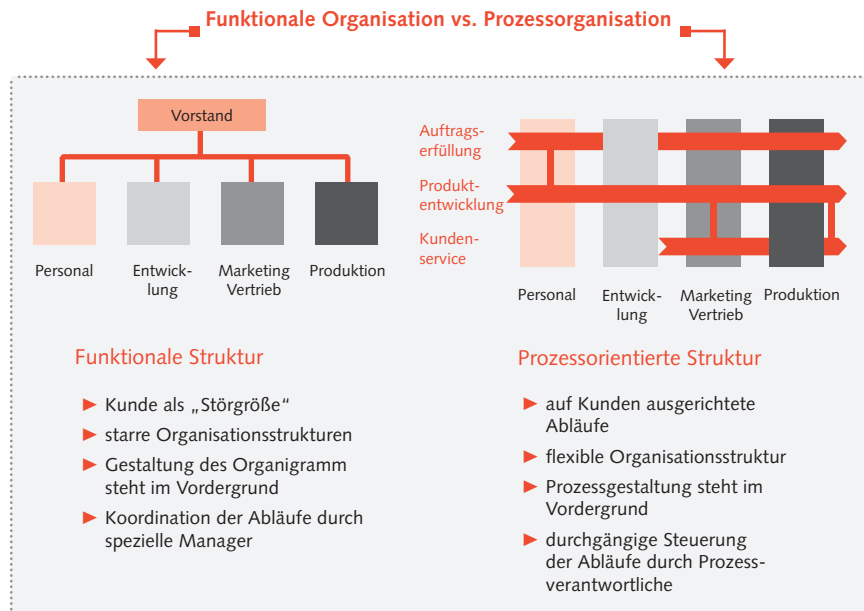 Funktionale Organisation vs. Prozessorganisation
Vorstand
Personal
Entwick-
lung
Marketing
Vertrieb
Produktion
Auftrags-
erfüllung
Produkt-
entwicklung
Kunden-
service
Personal
Entwick-
lung
Marketing
Vertrieb
Produktion
Funktionale Struktur
Kunde als „Störgröße“
starre Organisationsstrukturen
Gestaltung des Organigramm
steht im Vordergrund
Koordination der Abläufe durch
spezielle Manager
Prozessorientierte Struktur
auf Kunden ausgerichtete
Abläufe
flexible Organisationsstruktur
Prozessgestaltung steht im
Vordergrund
durchgängige Steuerung
der Abläufe durch Prozess-
verantwortliche